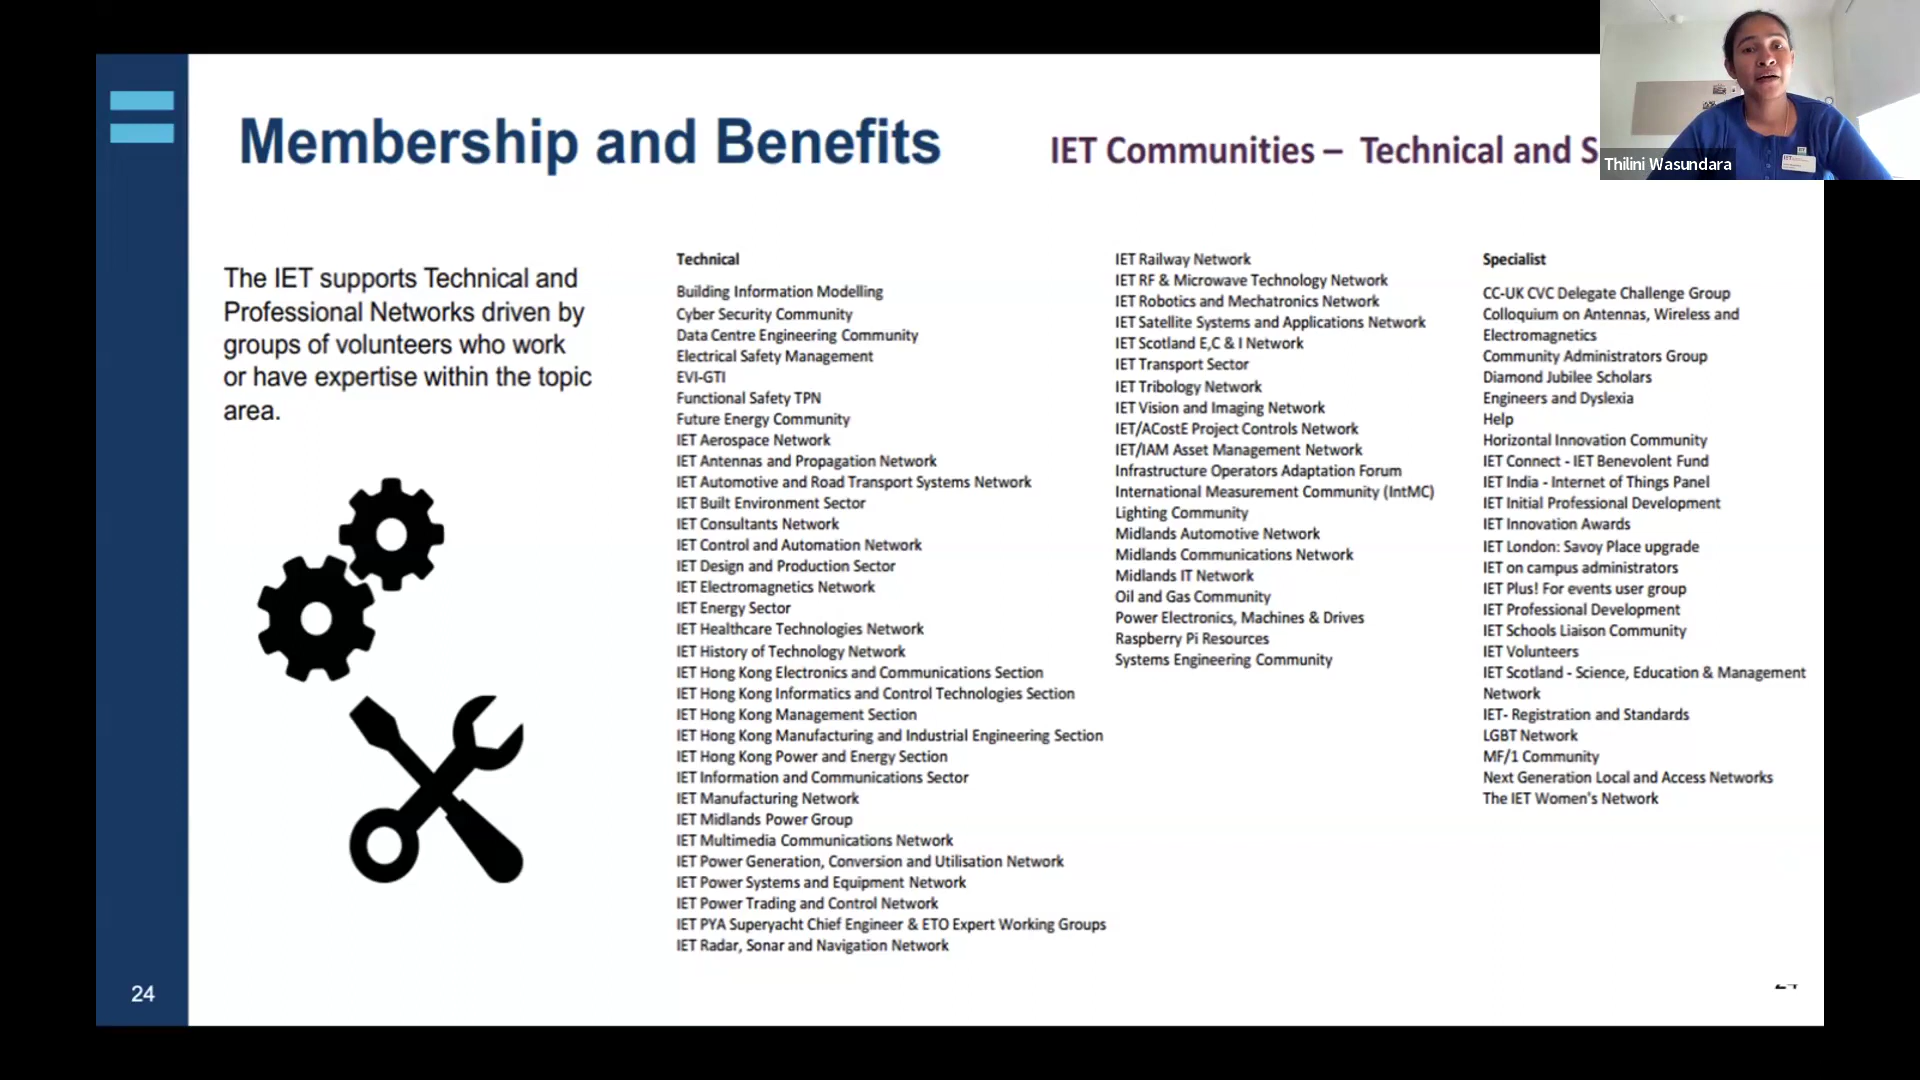 Membership and Benefits
IET Communities – Technical and S
Thilini Wasundara
The IET supports Technical and
Professional Networks driven by
groups of volunteers who work
or have expertise within the topic
area.
Technical
Building Information Modelling
Cyber Security Community
Data Centre Engineering Community
Electrical Safety Management
EVI-GTI
Functional Safety TPN
Future Energy Community
IET Aerospace Network
IET Antennas and Propagation Network
IET Automotive and Road Transport Systems Network
IET Built Environment Sector
IET Consultants Network
IET Control and Automation Network
IET Design and Production Sector
IET Electromagnetics Network
IET Energy Sector
IET Healthcare Technologies Network
IET History of Technology Network
IET Hong Kong Electronics and Communications Section
IET Hong Kong Informatics and Control Technologies Section
IET Hong Kong Management Section
IET Hong Kong Manufacturing and Industrial Engineering Section
IET Hong Kong Power and Energy Section
IET Information and Communications Sector
IET Manufacturing Network
IET Midlands Power Group
IET Multimedia Communications Network
IET Power Generation, Conversion and Utilisation Network
IET Power Systems and Equipment Network
IET Power Trading and Control Network
IET PYA Superyacht Chief Engineer & ETO Expert Working Groups
IET Radar, Sonar and Navigation Network
IET Railway Network
IET RF & Microwave Technology Network
IET Robotics and Mechatronics Network
IET Satellite Systems and Applications Network
IET Scotland E,C & I Network
IET Transport Sector
IET Tribology Network
IET Vision and Imaging Network
IET/ACostE Project Controls Network
IET/IAM Asset Management Network
Infrastructure Operators Adaptation Forum
International Measurement Community (IntMC)
Lighting Community
Midlands Automotive Network
Midlands Communications Network
Midlands IT Network
Oil and Gas Community
Power Electronics, Machines & Drives
Raspberry Pi Resources
Systems Engineering Community
Specialist
CC-UK CVC Delegate Challenge Group
Colloquium on Antennas, Wireless and
Electromagnetics
Community Administrators Group
Diamond Jubilee Scholars
Engineers and Dyslexia
Help
Horizontal Innovation Community
IET Connect - IET Benevolent Fund
IET India - Internet of Things Panel
IET Initial Professional Development
IET Innovation Awards
IET London: Savoy Place upgrade
IET on campus administrators
IET Plus! For events user group
IET Professional Development
IET Schools Liaison Community
IET Volunteers
IET Scotland - Science, Education & Management
Network
IET- Registration and Standards
LGBT Network
MF/1 Community
Next Generation Local and Access Networks
The IET Women's Network
24